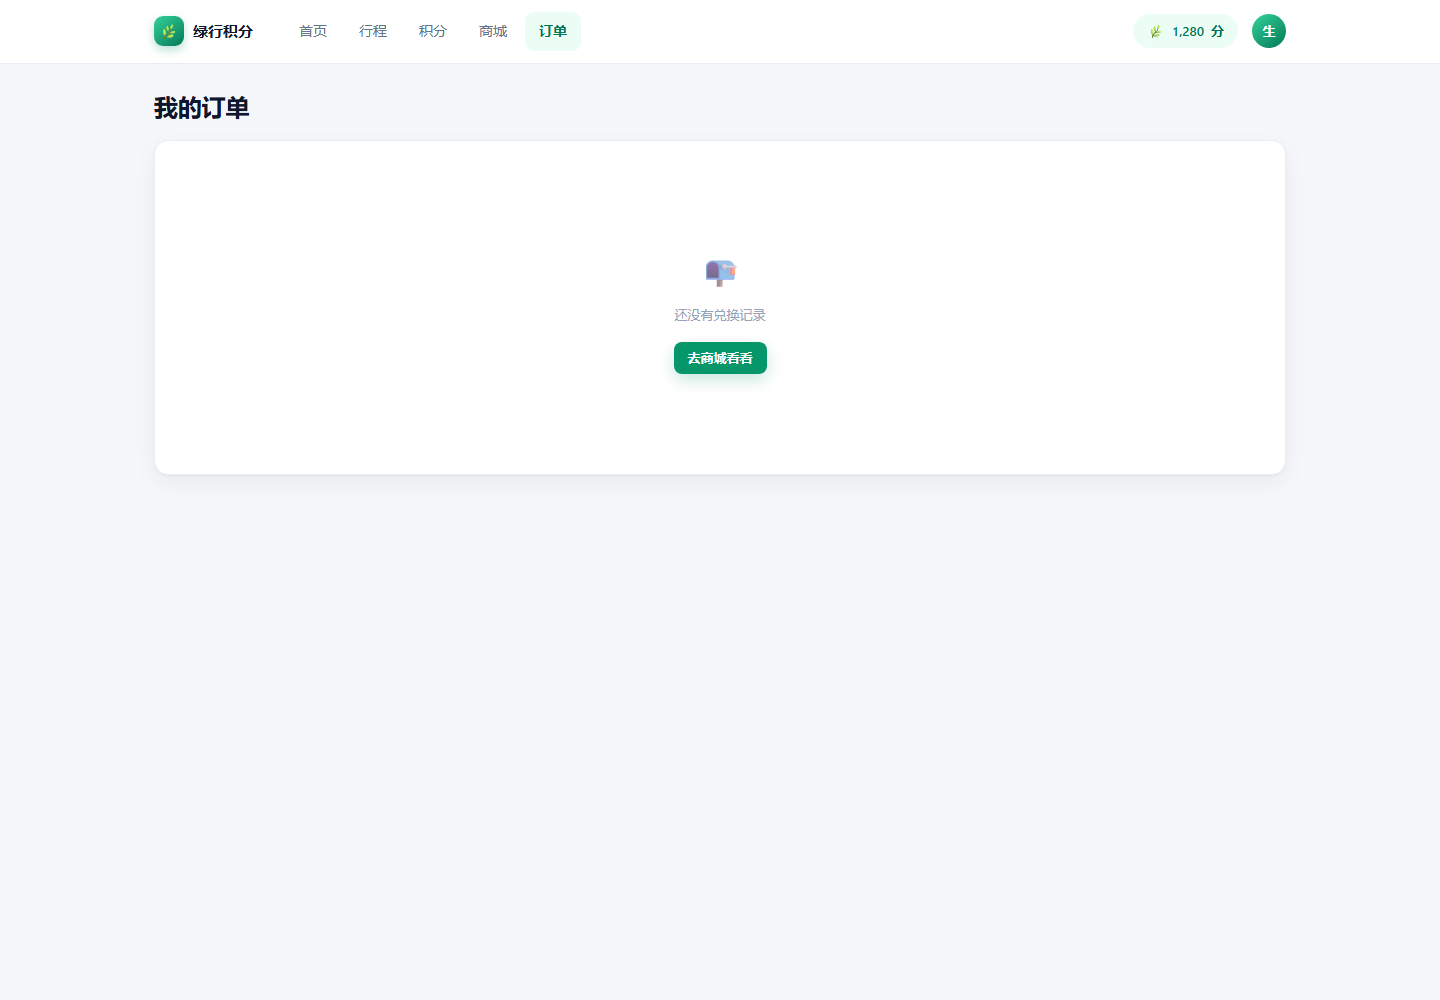 绿行积分 首页 行程 积分 商城 订单 1,280 分 生
我的订单
还没有兑换记录
去商城看看